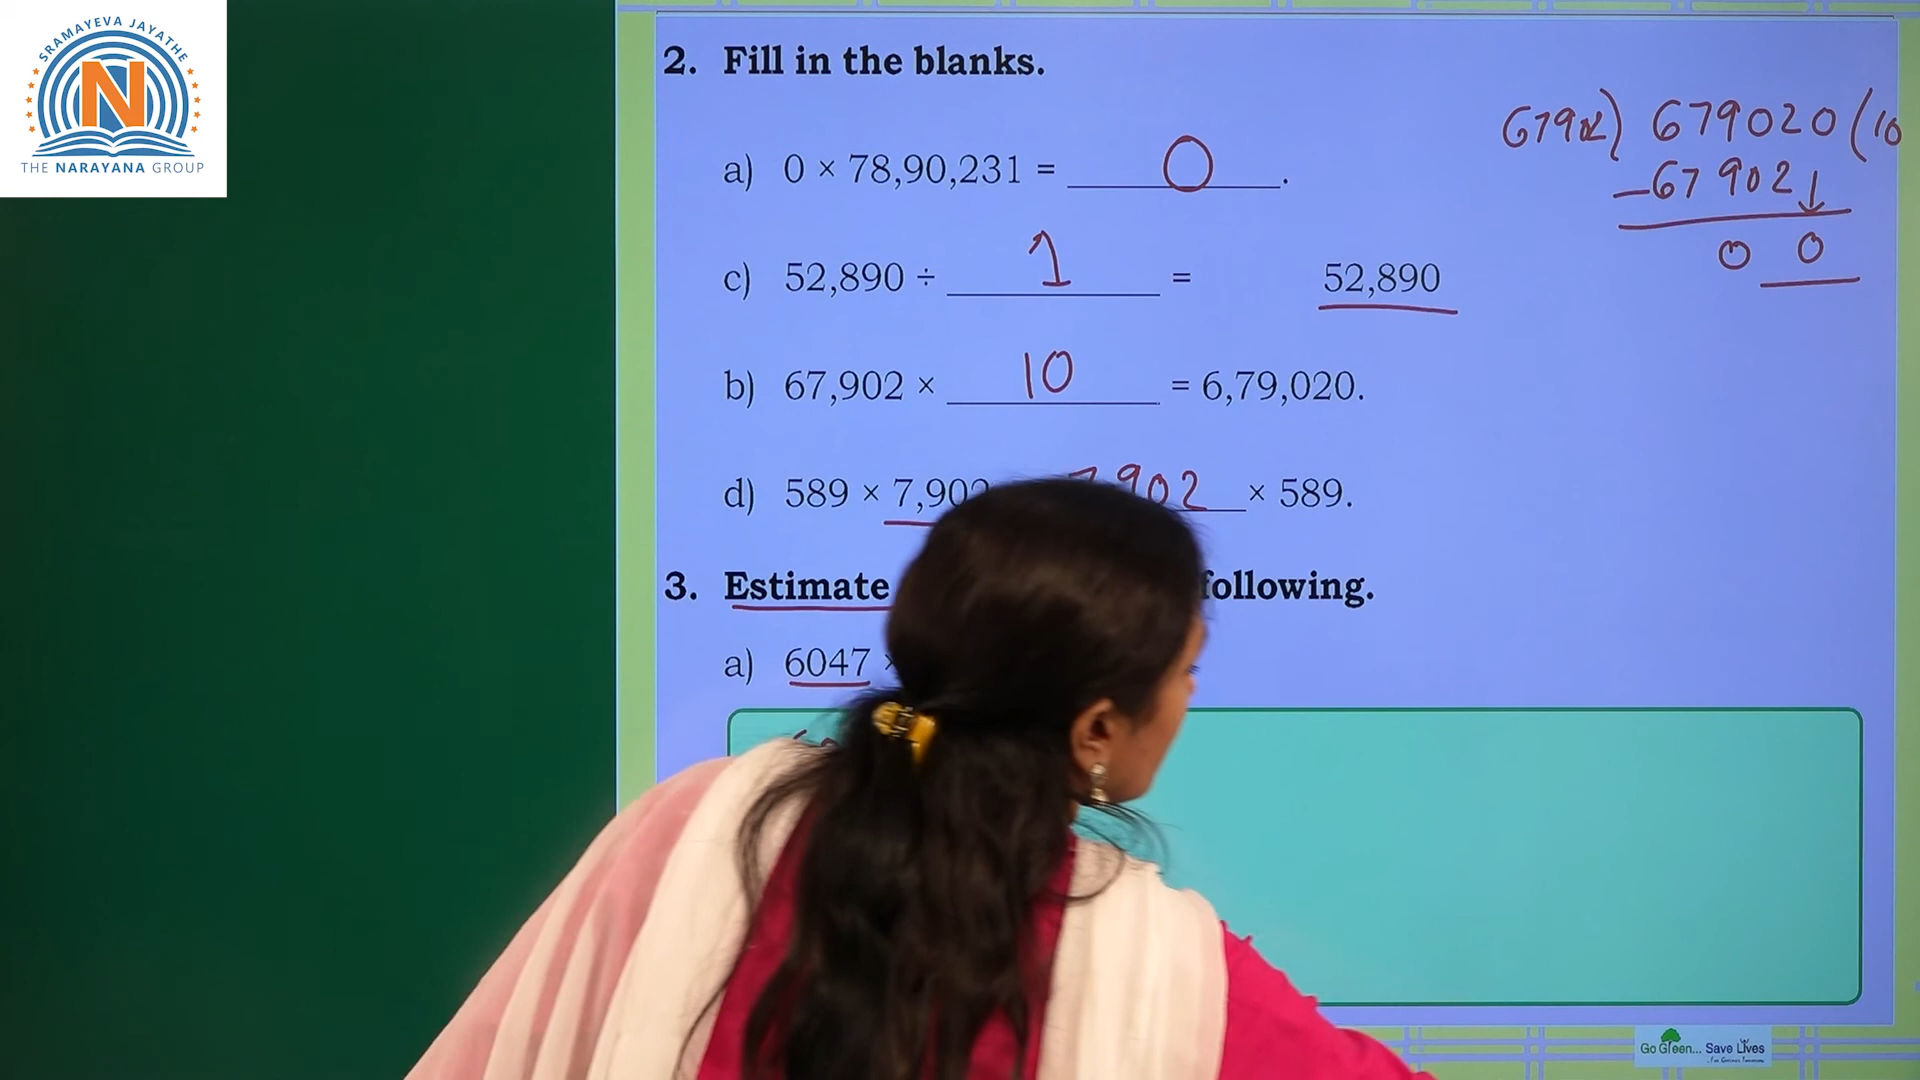 SRAMAYEVA JAYATHE
N
THE NARAYANA GROUP
2. Fill in the blanks.
a) 0 × 78,90,231 = 0.
c) 52,890 ÷ 1 = 52,890
b) 67,902 × 10 = 6,79,020.
d) 589 × 7,902 7902 × 589.
3. Estimate following.
a) 6047 ×
679020 (10
-67902↓
0 0
Go Green... Save Lives